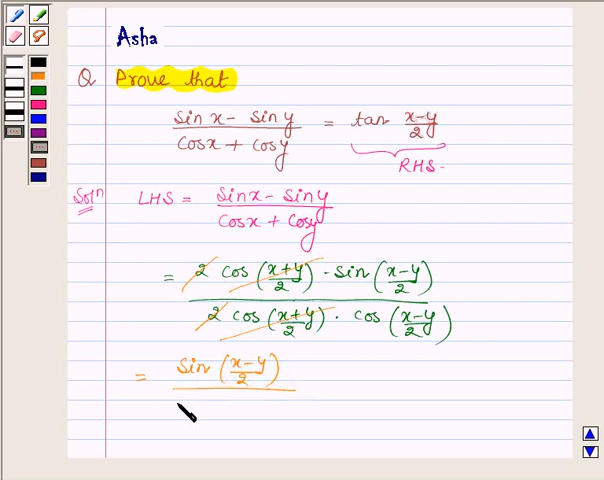 Asha
Q Prove that
(sin x - sin y)/(cos x + cos y) = tan (x-y)/2
RHS-
Solⁿ LHS = (sin x - sin y)/(cos x + cos y)
= (2 cos ((x+y)/2) · sin ((x-y)/2))/(2 cos ((x+y)/2) · cos ((x-y)/2))
= sin ((x-y)/2)